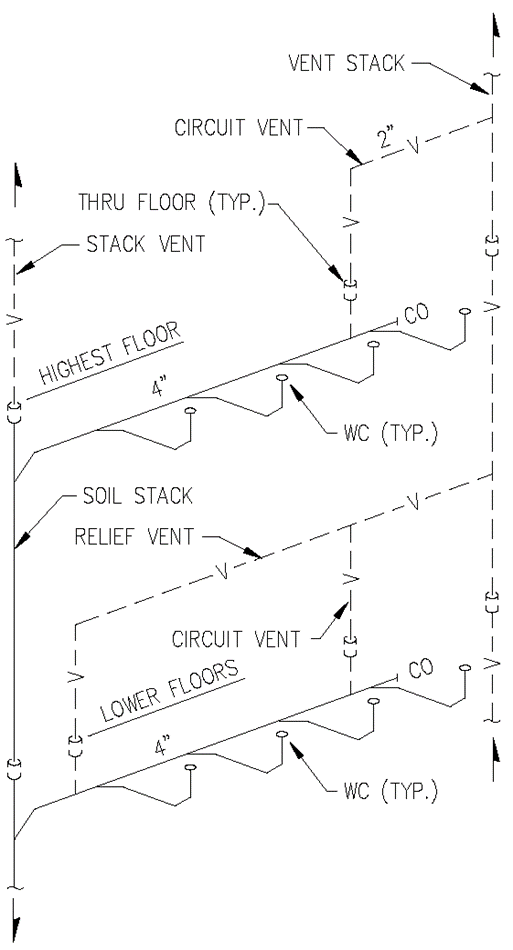 VENT STACK
CIRCUIT VENT
2"
V
THRU FLOOR (TYP.)
V
STACK VENT
V
V
CO
HIGHEST FLOOR
4"
WC (TYP.)
SOIL STACK
V
RELIEF VENT
V
V
CIRCUIT VENT
V
CO
V
LOWER FLOORS
4"
WC (TYP.)